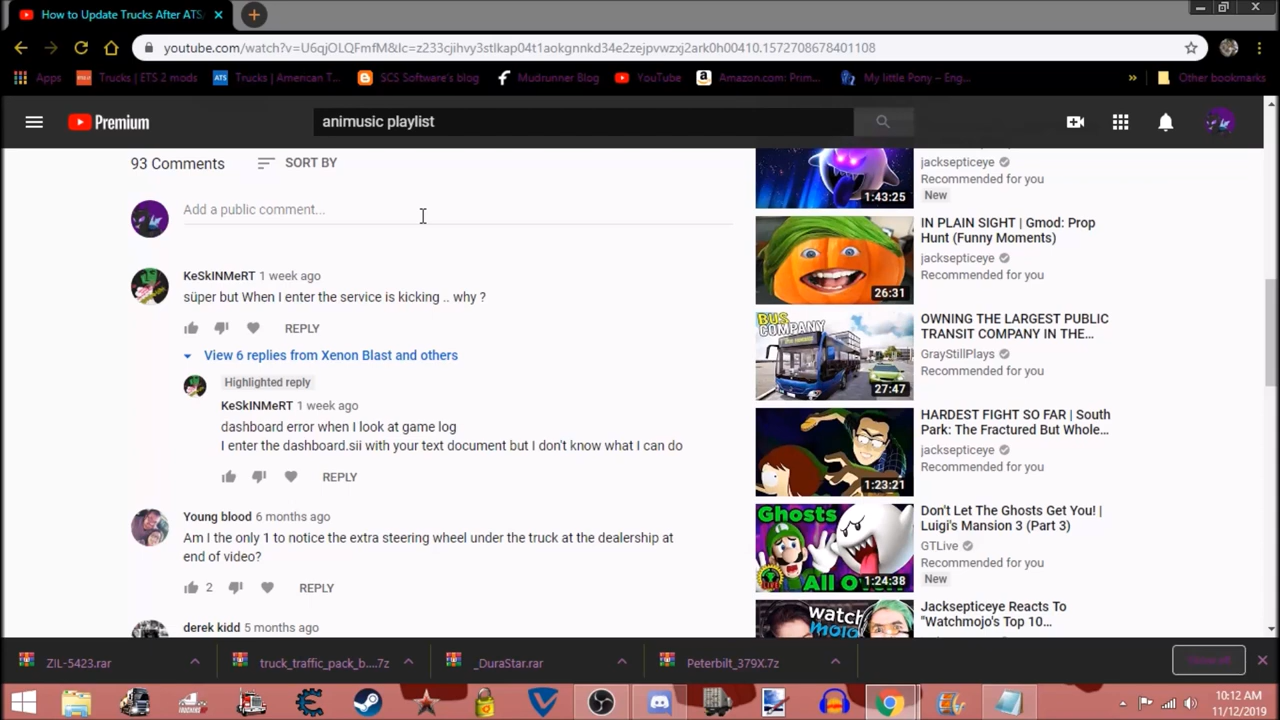 How to Update Trucks After ATS
youtube.com/watch?v=U6qjOLQFmfM&lc=z233cjihvy3stlkap04t1aokgnnkd34e2zejpvwzxj2ark0h00410.1572708678401108
Apps Trucks | ETS 2 mods ATS Trucks | American T... SCS Software's blog Mudrunner Blog YouTube Amazon.com: Prim... My little Pony – Eng... » Other bookmarks
Premium
animusic playlist
93 Comments SORT BY
Add a public comment...
KeSkINMeRT 1 week ago
süper but When I enter the service is kicking .. why ?
REPLY
View 6 replies from Xenon Blast and others
Highlighted reply
KeSkINMeRT 1 week ago
dashboard error when I look at game log
I enter the dashboard.sii with your text document but I don't know what I can do
REPLY
Young blood 6 months ago
Am I the only 1 to notice the extra steering wheel under the truck at the dealership at
end of video?
2 REPLY
derek kidd 5 months ago
jacksepticeye
Recommended for you
New
1:43:25
IN PLAIN SIGHT | Gmod: Prop
Hunt (Funny Moments)
jacksepticeye
Recommended for you
26:31
BUS
COMPANY
OWNING THE LARGEST PUBLIC
TRANSIT COMPANY IN THE...
GrayStillPlays
Recommended for you
27:47
HARDEST FIGHT SO FAR | South
Park: The Fractured But Whole...
jacksepticeye
Recommended for you
1:23:21
Ghosts
All O
Don't Let The Ghosts Get You! |
Luigi's Mansion 3 (Part 3)
GTLive
Recommended for you
New
1:24:38
watch
mojo
Jacksepticeye Reacts To
"Watchmojo's Top 10...
ZIL-5423.rar truck_traffic_pack_b....7z _DuraStar.rar Peterbilt_379X.7z
10:12 AM
11/12/2019